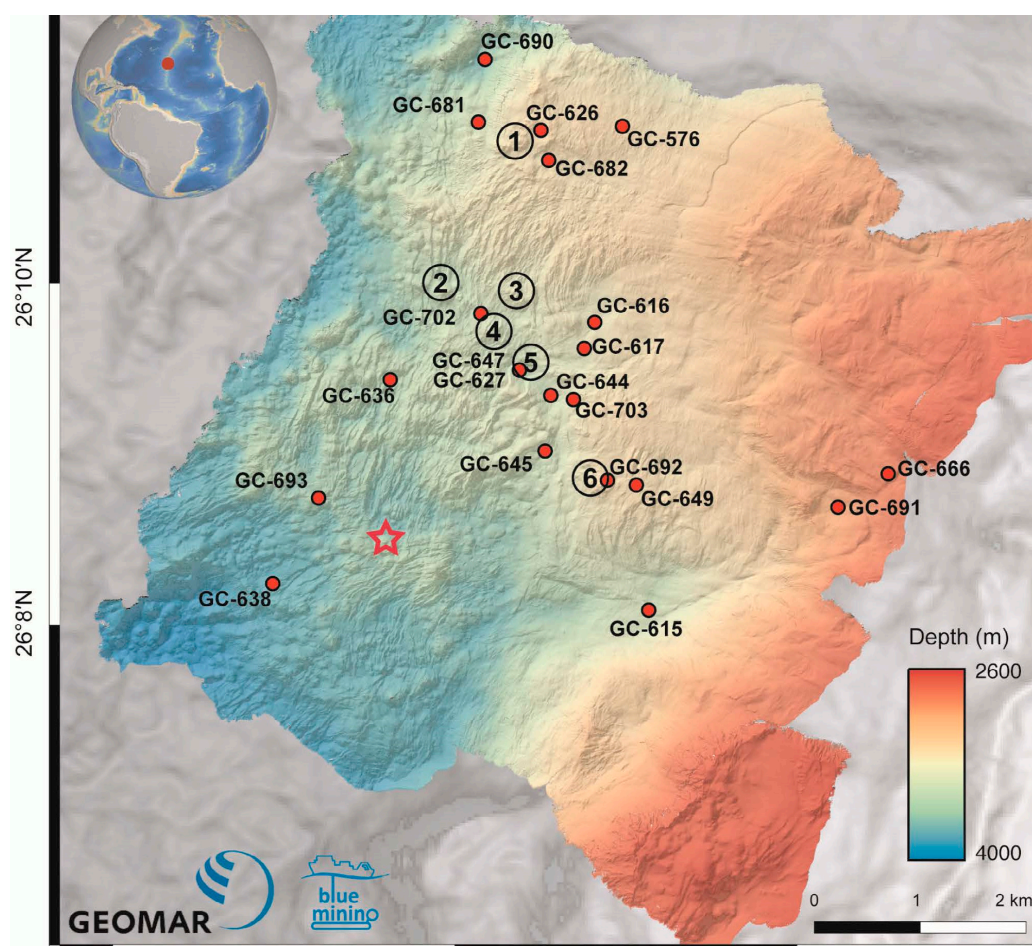 GC-690
GC-681
GC-626
1
GC-576
GC-682
26°10'N
2
3
GC-702
GC-616
4
GC-617
GC-647
5
GC-627
GC-636
GC-644
GC-703
GC-645
GC-692
6
GC-666
GC-693
GC-649
GC-691
GC-638
26°8'N
GC-615
Depth (m)
2600
4000
GEOMAR
blue
mining
0 1 2 km